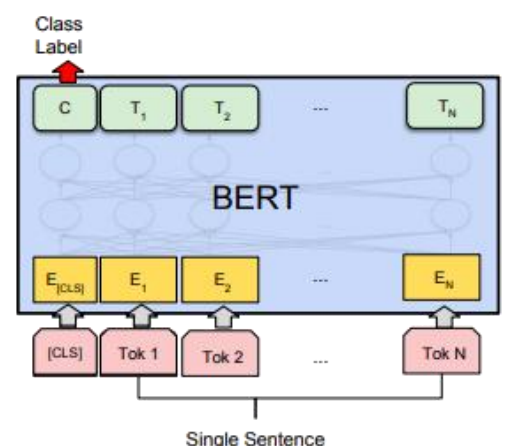 Class
Label
C T1 T2 ... TN
BERT
E[CLS] E1 E2 ... EN
[CLS] Tok 1 Tok 2 ... Tok N
Single Sentence